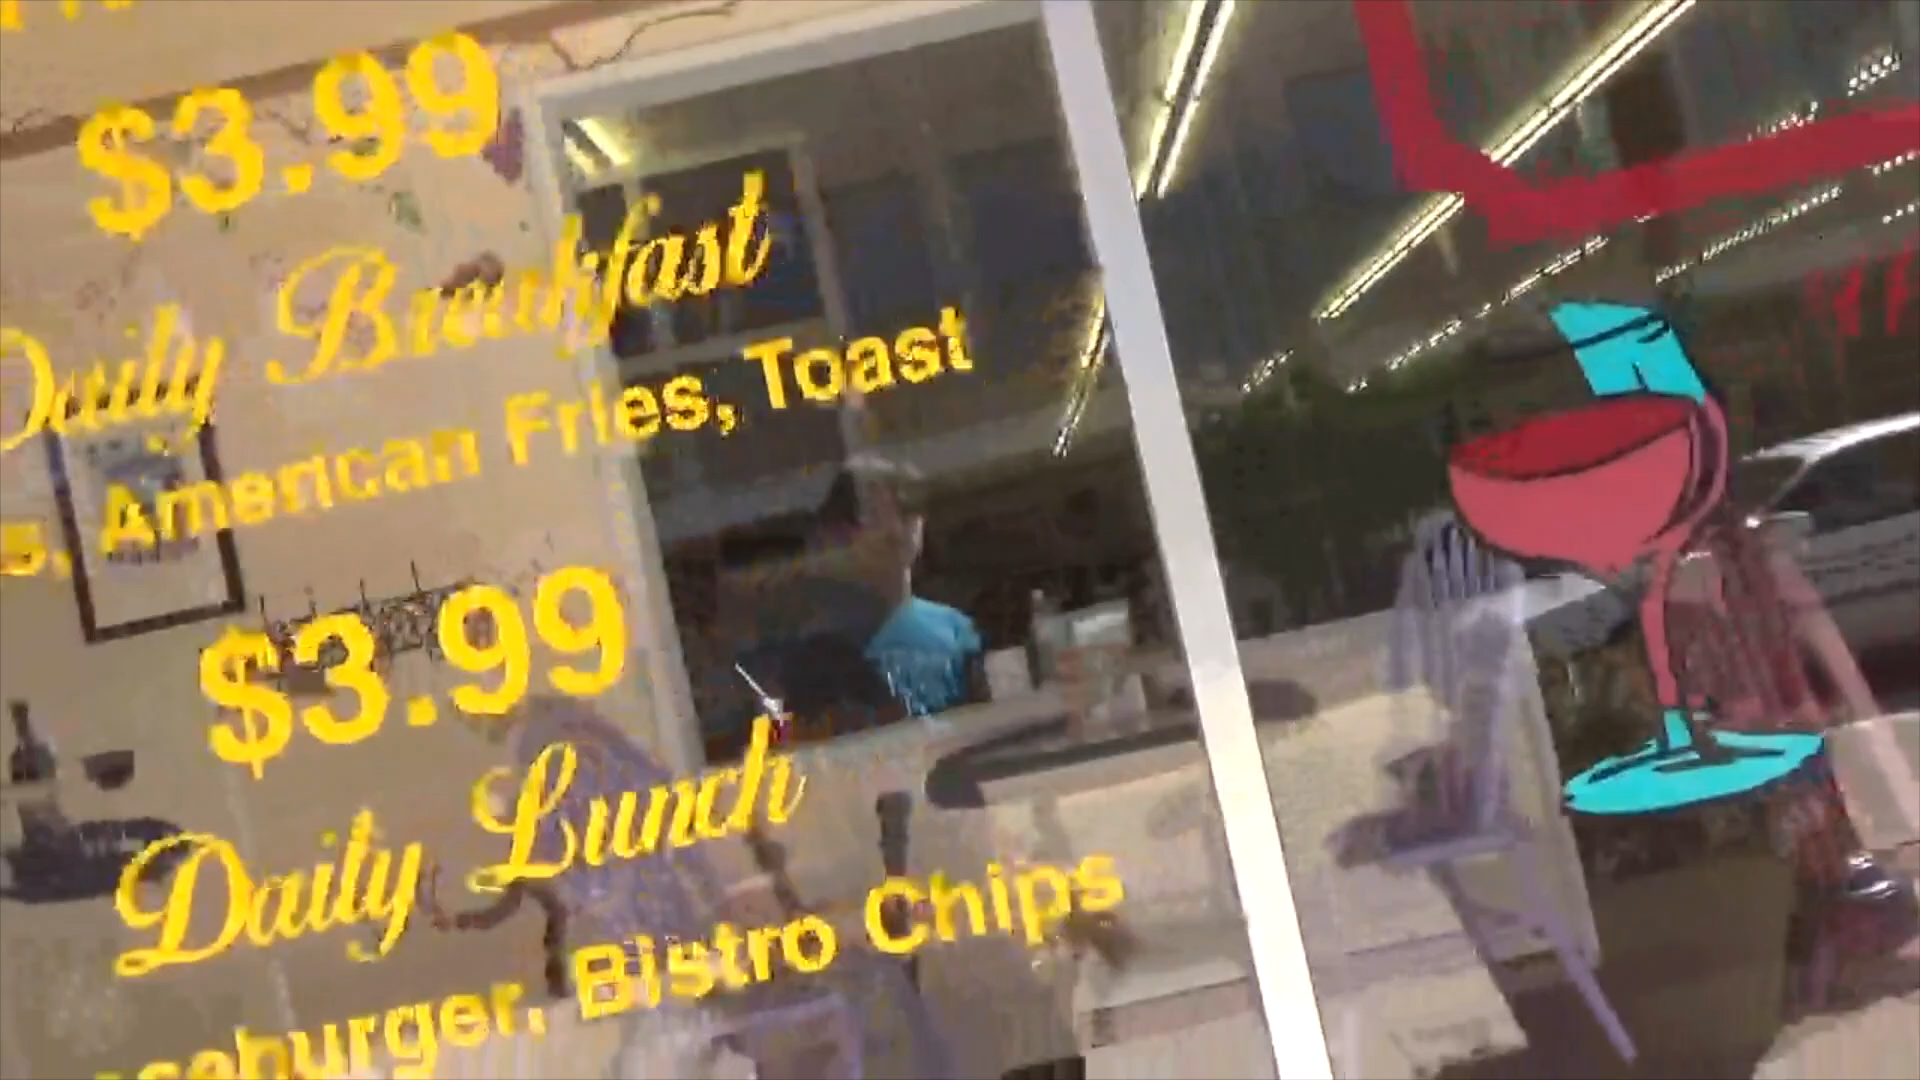 $3.99
Daily Breakfast
American Fries, Toast
$3.99
Daily Lunch
Bistro Chips